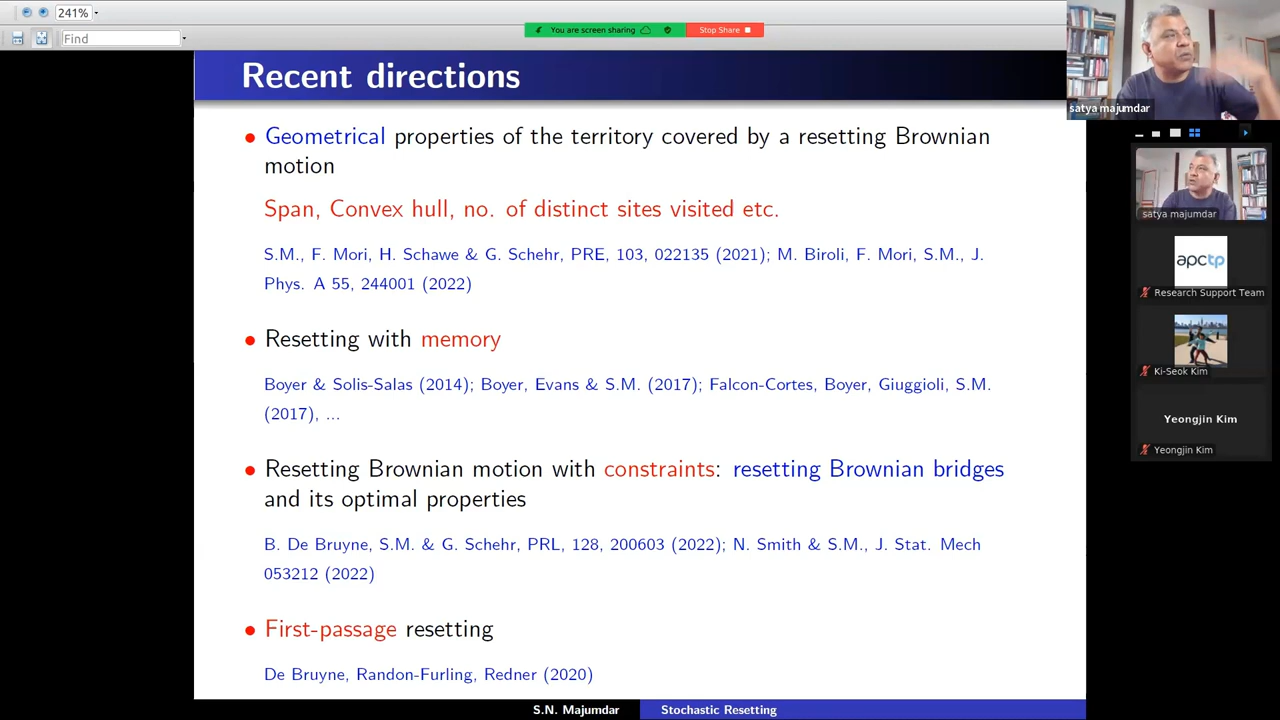 241%
Find
You are screen sharing
Stop Share
satya majumdar
Recent directions
Geometrical properties of the territory covered by a resetting Brownian
motion
Span, Convex hull, no. of distinct sites visited etc.
S.M., F. Mori, H. Schawe & G. Schehr, PRE, 103, 022135 (2021); M. Biroli, F. Mori, S.M., J.
Phys. A 55, 244001 (2022)
Resetting with memory
Boyer & Solis-Salas (2014); Boyer, Evans & S.M. (2017); Falcon-Cortes, Boyer, Giuggioli, S.M.
(2017), ...
Resetting Brownian motion with constraints: resetting Brownian bridges
and its optimal properties
B. De Bruyne, S.M. & G. Schehr, PRL, 128, 200603 (2022); N. Smith & S.M., J. Stat. Mech
053212 (2022)
First-passage resetting
De Bruyne, Randon-Furling, Redner (2020)
S.N. Majumdar
Stochastic Resetting
satya majumdar
apctp
Research Support Team
Ki-Seok Kim
Yeongjin Kim
Yeongjin Kim